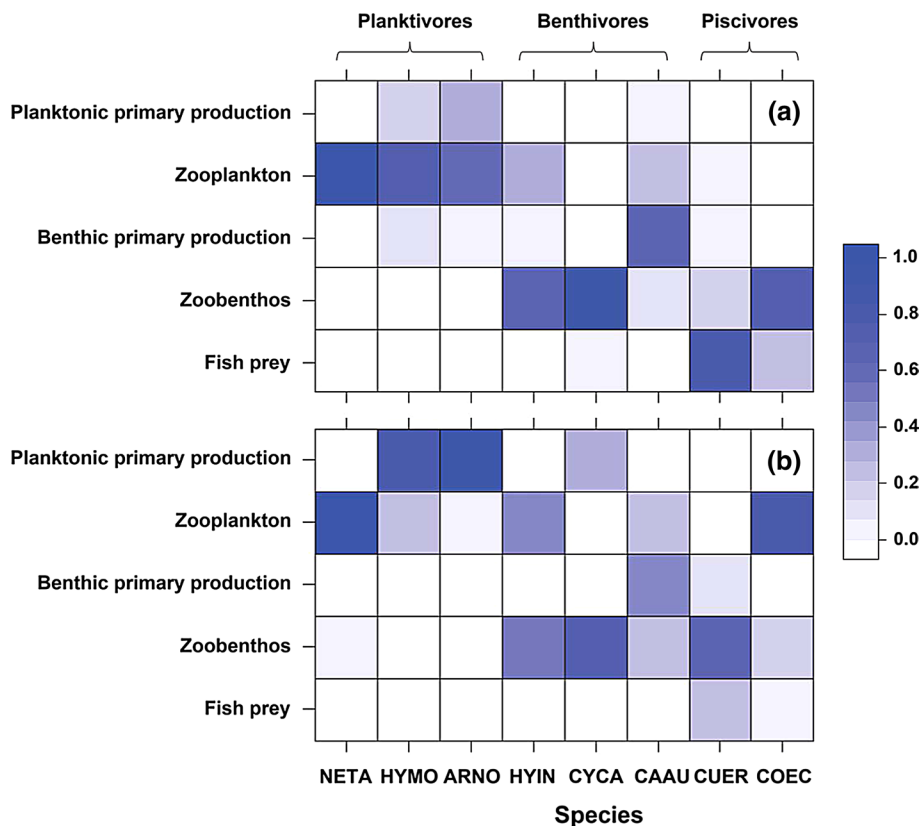 Planktivores Benthivores Piscivores
Planktonic primary production (a)
Zooplankton
Benthic primary production
Zoobenthos
Fish prey
1.0
0.8
0.6
0.4
0.2
0.0
Planktonic primary production (b)
Zooplankton
Benthic primary production
Zoobenthos
Fish prey
NETA HYMO ARNO HYIN CYCA CAAU CUER COEC
Species